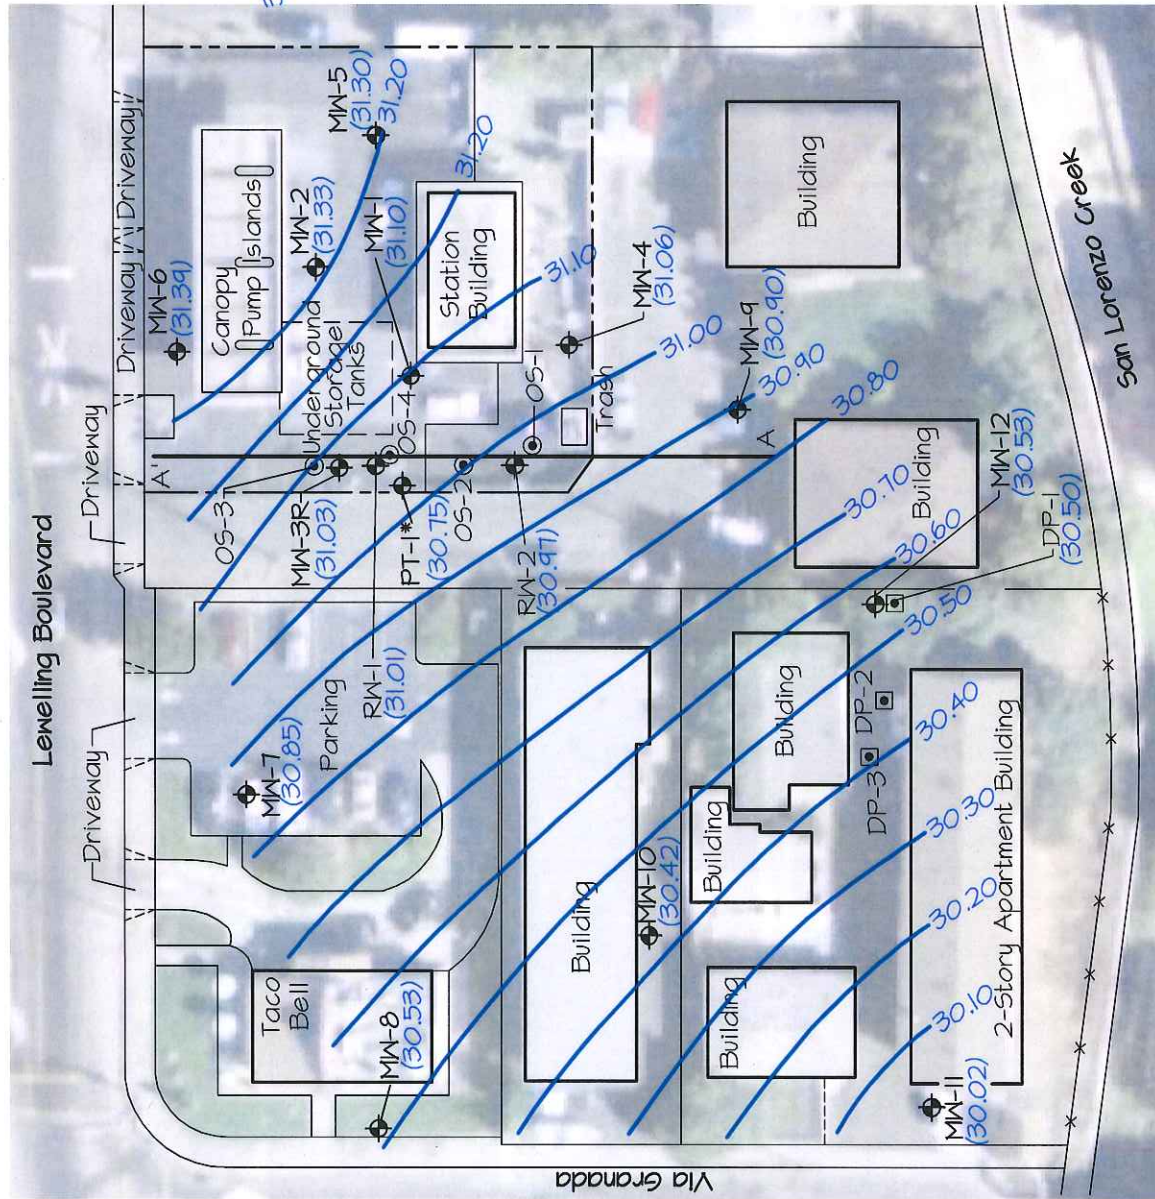 Lewelling Boulevard
Driveway
Driveway
Driveway
Driveway
MW-6
(31.39)
Canopy
Pump Islands
MW-2
(31.33)
MW-5
(31.30)
31.20
31.20
MW-1
(31.10)
Underground
Storage
Tanks
Station
Building
31.10
A'
OS-3
MW-3R
(31.03)
OS-4
PT-1*
(30.75)
OS-2
OS-1
RW-1
(31.01)
RW-2
(30.97)
Trash
MW-4
(31.06)
31.00
MW-9
(30.90)
30.90
A
30.80
Building
Building
30.70
30.60
MW-12
(30.53)
DP-1
(30.50)
30.50
Parking
MW-7
(30.85)
Taco
Bell
MW-8
(30.53)
Building
MW-10
(30.42)
Building
Building
Building
DP-2
DP-3
30.40
30.30
30.20
30.10
2-Story Apartment Building
MW-11
(30.02)
Via Granada
San Lorenzo Creek